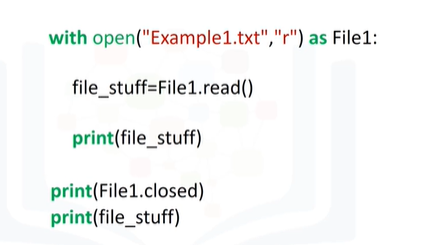 with open("Example1.txt","r") as File1:
file_stuff=File1.read()
print(file_stuff)
print(File1.closed)
print(file_stuff)